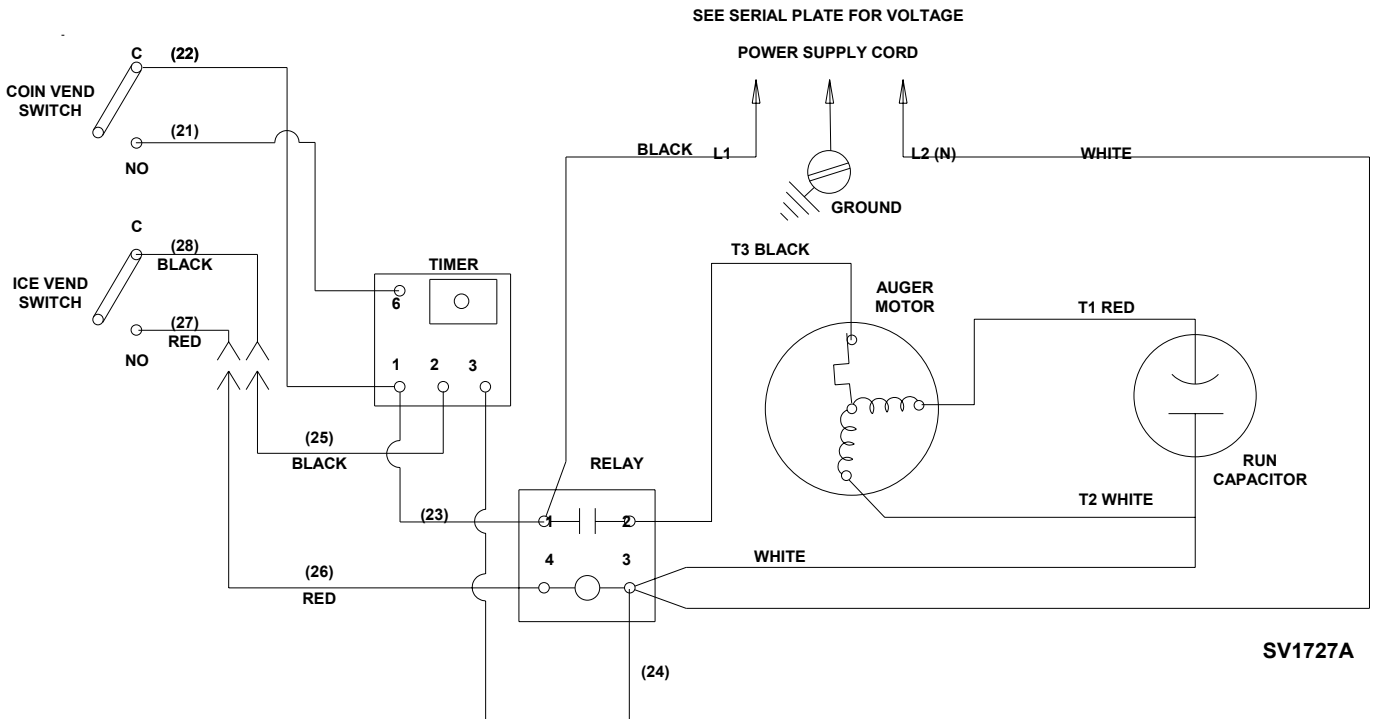 SEE SERIAL PLATE FOR VOLTAGE
POWER SUPPLY CORD
C
(22)
COIN VEND
SWITCH
(21)
NO
BLACK
L1
L2 (N)
WHITE
GROUND
C
(28)
BLACK
ICE VEND
SWITCH
(27)
RED
NO
TIMER
6
1
2
3
T3 BLACK
AUGER
MOTOR
T1 RED
(25)
BLACK
RELAY
RUN
CAPACITOR
T2 WHITE
(23)
1
2
4
3
WHITE
(26)
RED
(24)
SV1727A